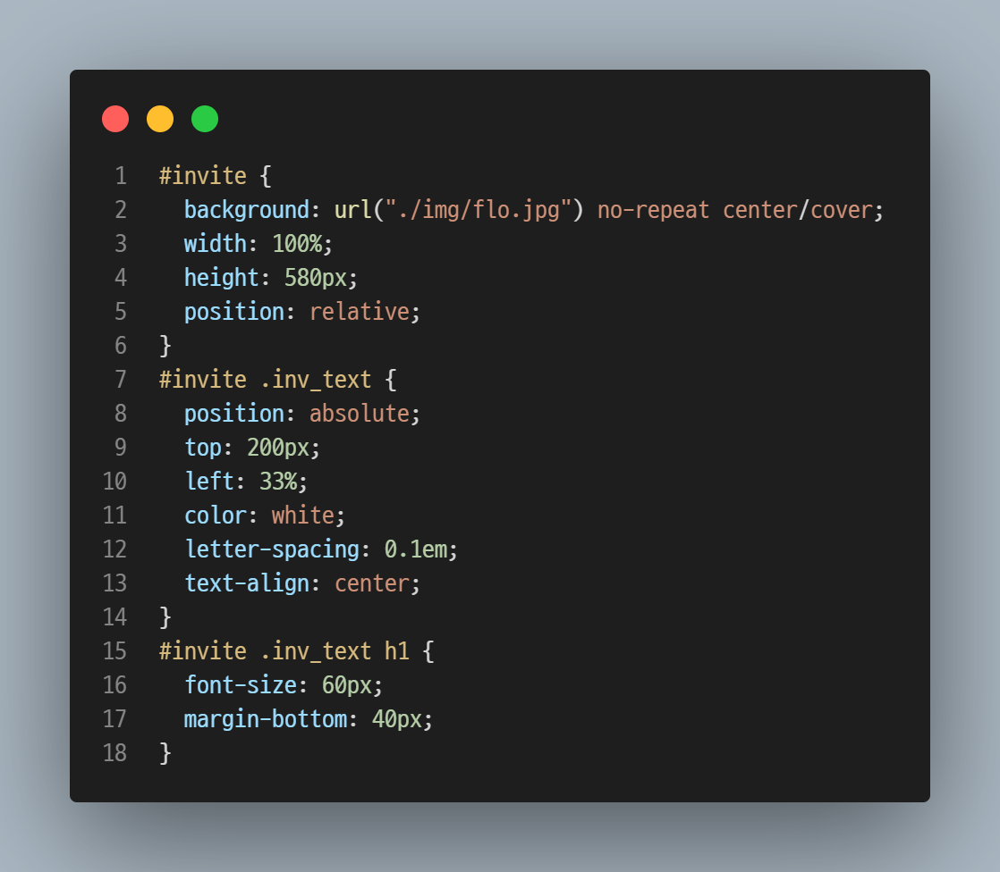 1 #invite {
2   background: url("./img/flo.jpg") no-repeat center/cover;
3   width: 100%;
4   height: 580px;
5   position: relative;
6 }
7 #invite .inv_text {
8   position: absolute;
9   top: 200px;
10   left: 33%;
11   color: white;
12   letter-spacing: 0.1em;
13   text-align: center;
14 }
15 #invite .inv_text h1 {
16   font-size: 60px;
17   margin-bottom: 40px;
18 }